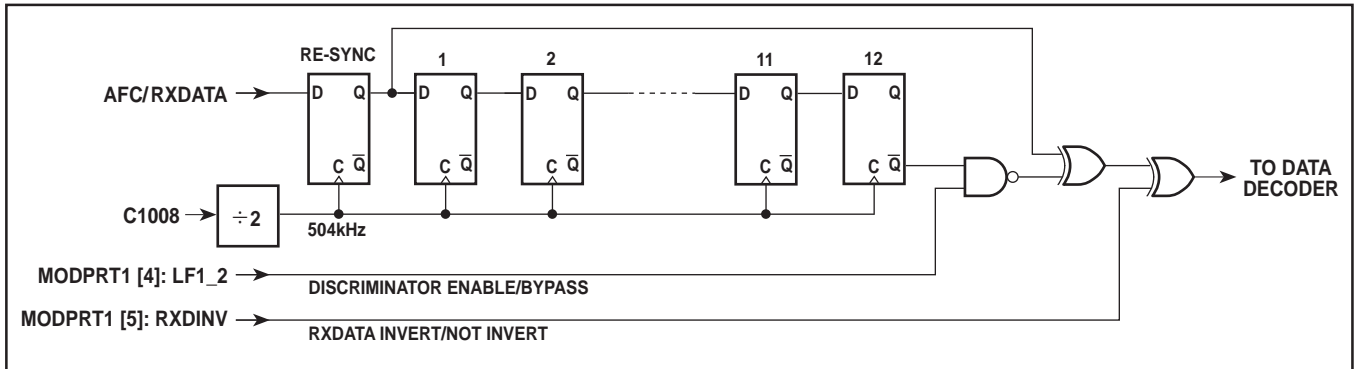 RE-SYNC
1
2
11
12
AFC/RXDATA
D Q
D Q
D Q
D Q
D Q
C Q̅
C Q̅
C Q̅
C Q̅
C Q̅
TO DATA
DECODER
C1008
÷2
504kHz
MODPRT1 [4]: LF1_2
DISCRIMINATOR ENABLE/BYPASS
MODPRT1 [5]: RXDINV
RXDATA INVERT/NOT INVERT